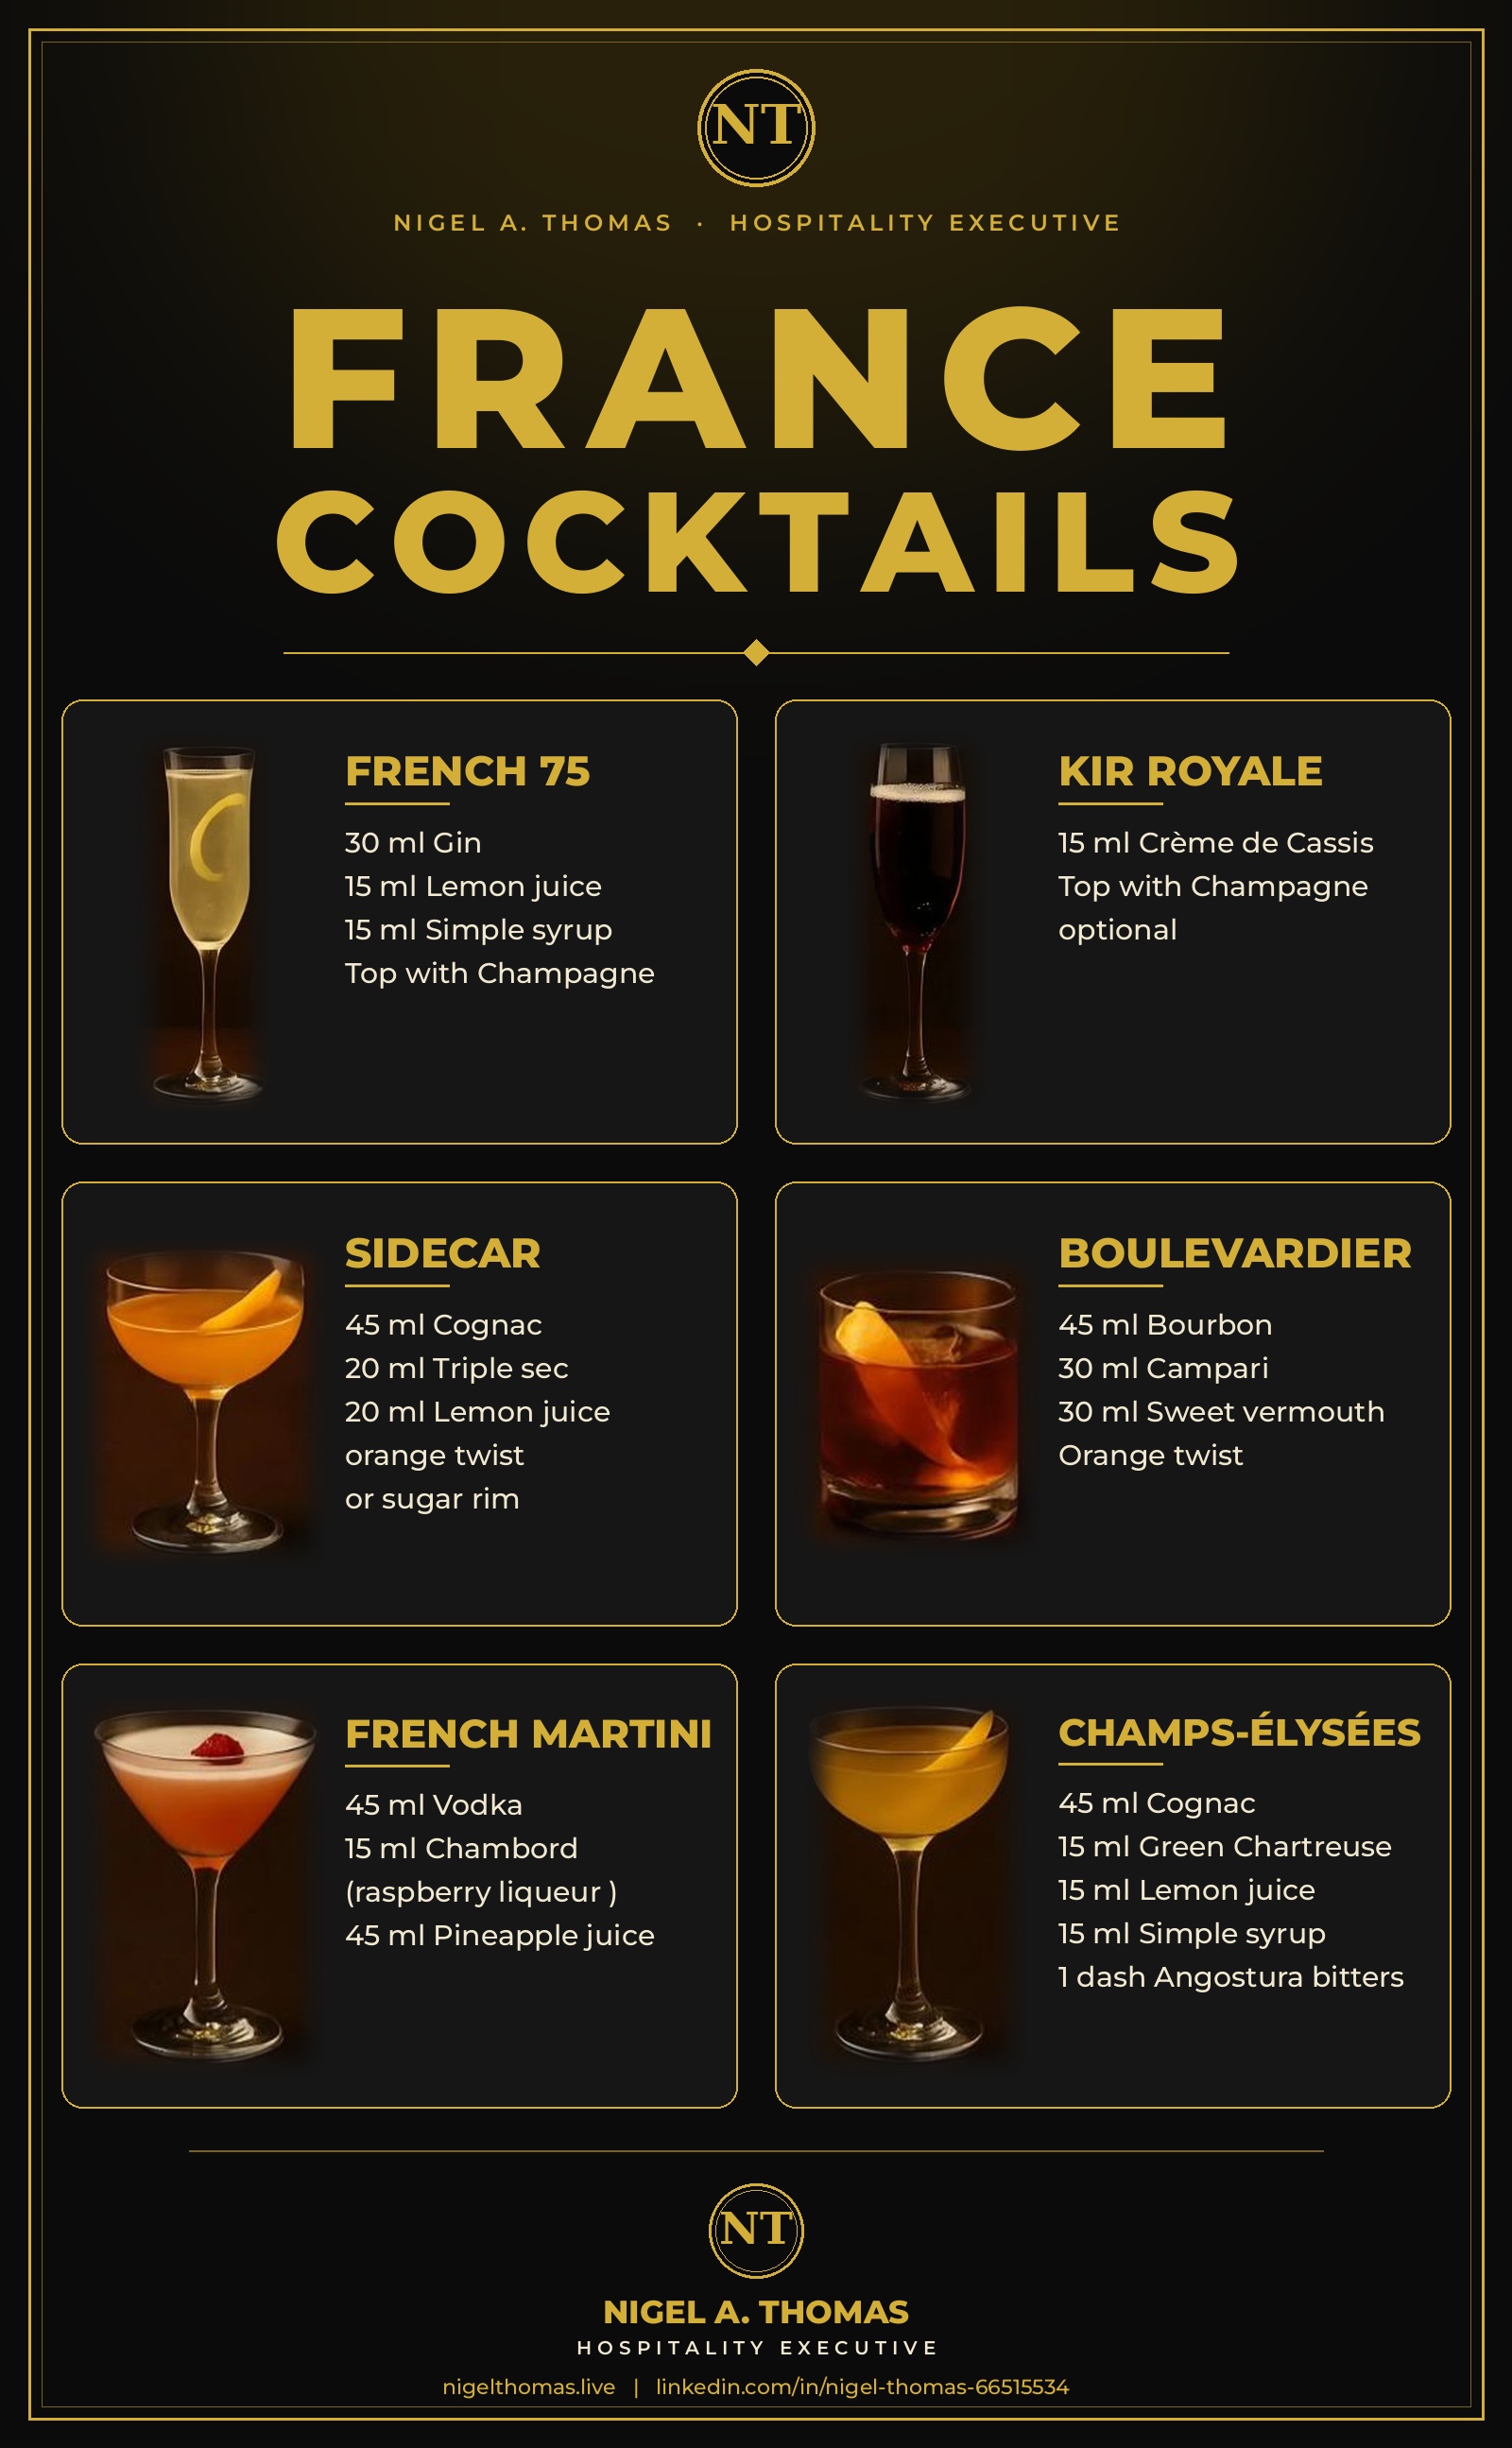 NT
NIGEL A. THOMAS · HOSPITALITY EXECUTIVE
FRANCE
COCKTAILS
FRENCH 75
30 ml Gin
15 ml Lemon juice
15 ml Simple syrup
Top with Champagne
KIR ROYALE
15 ml Crème de Cassis
Top with Champagne
optional
SIDECAR
45 ml Cognac
20 ml Triple sec
20 ml Lemon juice
orange twist
or sugar rim
BOULEVARDIER
45 ml Bourbon
30 ml Campari
30 ml Sweet vermouth
Orange twist
FRENCH MARTINI
45 ml Vodka
15 ml Chambord
(raspberry liqueur )
45 ml Pineapple juice
CHAMPS-ÉLYSÉES
45 ml Cognac
15 ml Green Chartreuse
15 ml Lemon juice
15 ml Simple syrup
1 dash Angostura bitters
NT
NIGEL A. THOMAS
HOSPITALITY EXECUTIVE
nigelthomas.live | linkedin.com/in/nigel-thomas-66515534